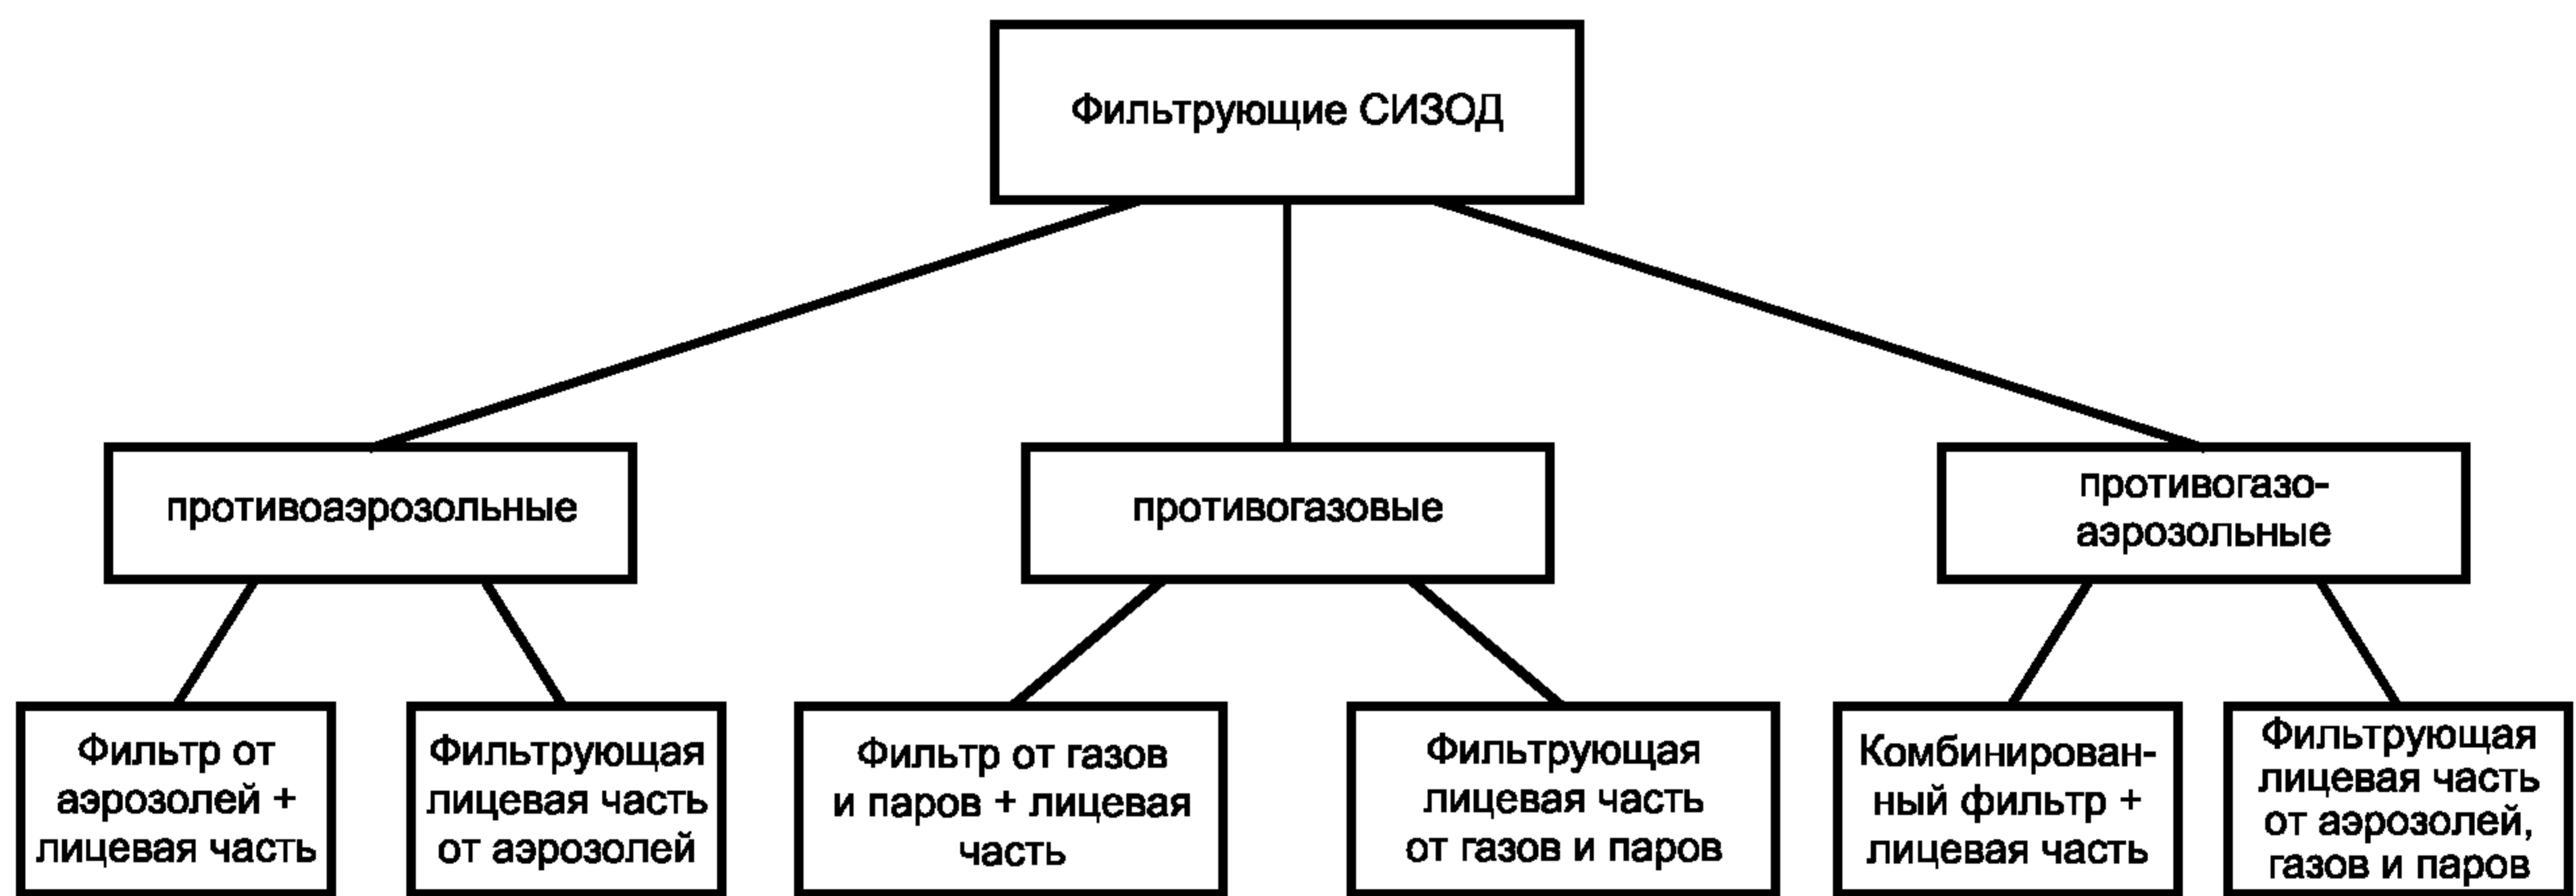 Фильтрующие СИЗОД
противоаэрозольные
противогазовые
противогазо-
аэрозольные
Фильтр от
аэрозолей +
лицевая часть
Фильтрующая
лицевая часть
от аэрозолей
Фильтр от газов
и паров + лицевая
часть
Фильтрующая
лицевая часть
от газов и паров
Комбинирован-
ный фильтр +
лицевая часть
Фильтрующая
лицевая часть
от аэрозолей,
газов и паров